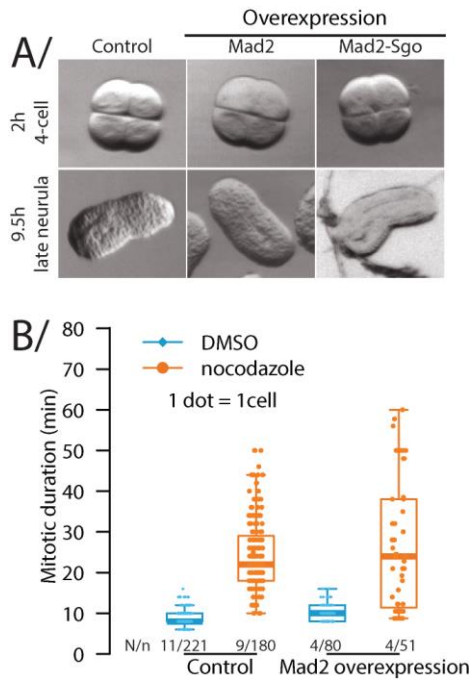 Overexpression
A/ Control Mad2 Mad2-Sgo
2h
4-cell
9.5h
late neurula
B/
80
70
60
50
40
30
20
10
0
Mitotic duration (min)
DMSO
nocodazole
1 dot = 1cell
N/n 11/221 9/180 4/80 4/51
Control Mad2 overexpression